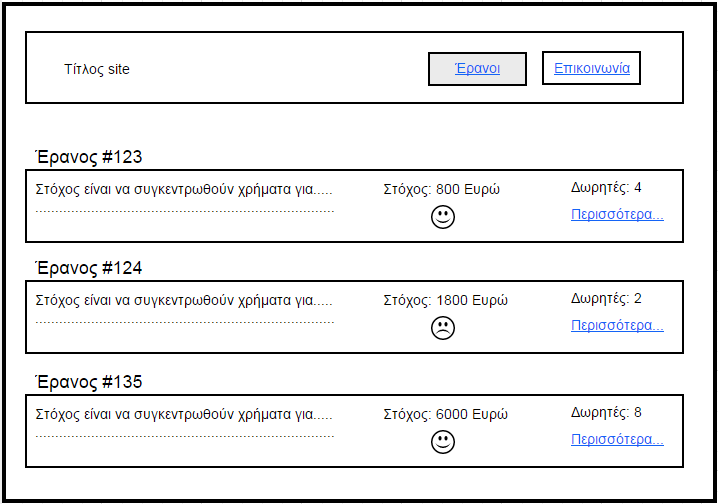 Τίτλος site
Έρανοι
Επικοινωνία
Έρανος #123
Στόχος είναι να συγκεντρωθούν χρήματα για.....
Στόχος: 800 Ευρώ
Δωρητές: 4
Περισσότερα...
Έρανος #124
Στόχος είναι να συγκεντρωθούν χρήματα για.....
Στόχος: 1800 Ευρώ
Δωρητές: 2
Περισσότερα...
Έρανος #135
Στόχος είναι να συγκεντρωθούν χρήματα για.....
Στόχος: 6000 Ευρώ
Δωρητές: 8
Περισσότερα...